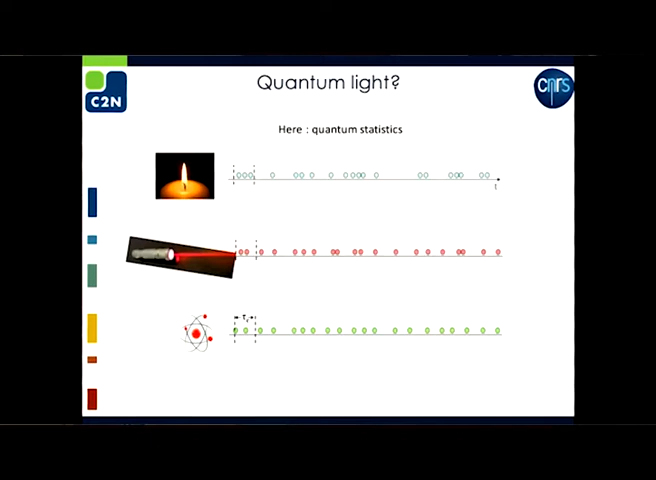 Quantum light?
C2N
cnrs
Here : quantum statistics
t
τ